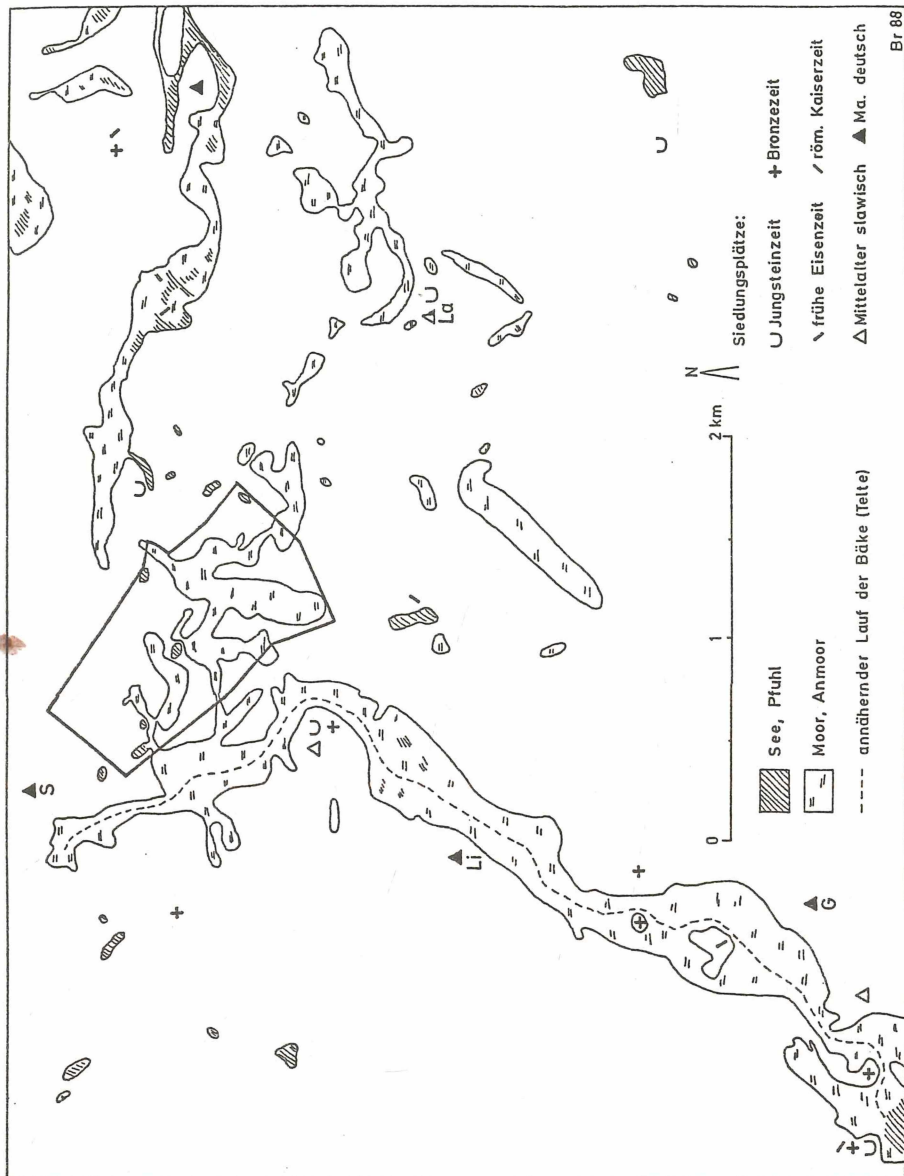 S
Li
La
G
N
0
1
2 km
See, Pfuhl
Moor, Anmoor
annähernder Lauf der Bäke (Telte)
Siedlungsplätze:
Jungsteinzeit
Bronzezeit
frühe Eisenzeit
röm. Kaiserzeit
Mittelalter slawisch
Ma. deutsch
Br 88